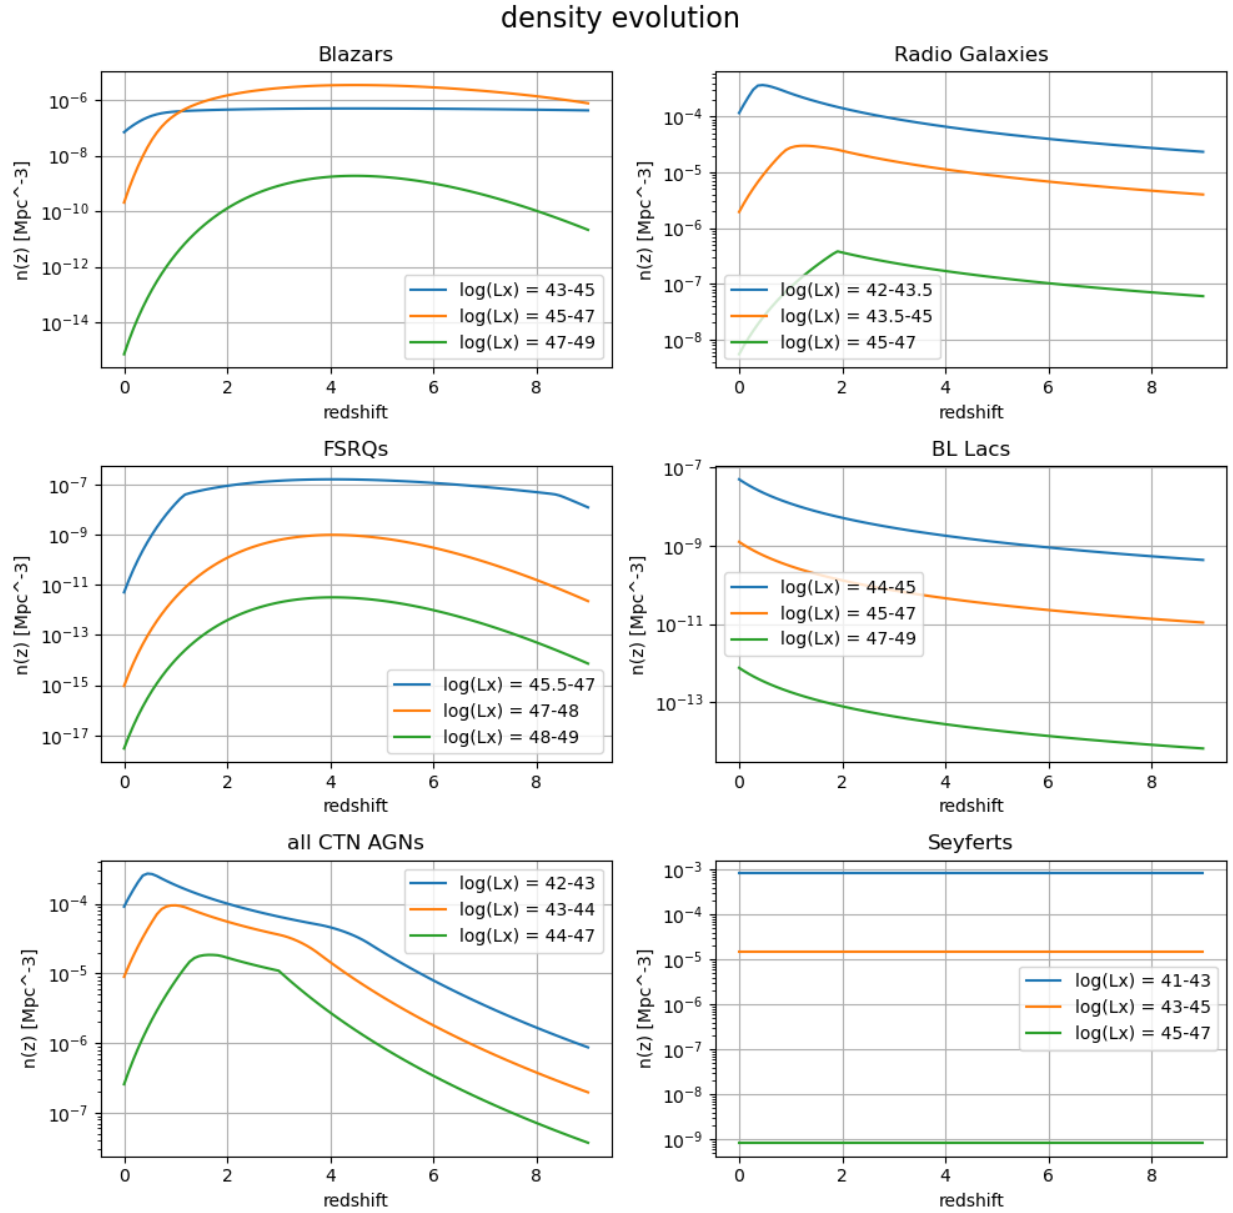 density evolution
Blazars
n(z) [Mpc^-3]
10^-6
10^-8
10^-10
10^-12
10^-14
log(Lx) = 43-45
log(Lx) = 45-47
log(Lx) = 47-49
0 2 4 6 8
redshift
Radio Galaxies
n(z) [Mpc^-3]
10^-4
10^-5
10^-6
10^-7
10^-8
log(Lx) = 42-43.5
log(Lx) = 43.5-45
log(Lx) = 45-47
0 2 4 6 8
redshift
FSRQs
n(z) [Mpc^-3]
10^-7
10^-9
10^-11
10^-13
10^-15
10^-17
log(Lx) = 45.5-47
log(Lx) = 47-48
log(Lx) = 48-49
0 2 4 6 8
redshift
BL Lacs
n(z) [Mpc^-3]
10^-7
10^-9
10^-11
10^-13
log(Lx) = 44-45
log(Lx) = 45-47
log(Lx) = 47-49
0 2 4 6 8
redshift
all CTN AGNs
n(z) [Mpc^-3]
10^-4
10^-5
10^-6
10^-7
log(Lx) = 42-43
log(Lx) = 43-44
log(Lx) = 44-47
0 2 4 6 8
redshift
Seyferts
n(z) [Mpc^-3]
10^-3
10^-4
10^-5
10^-6
10^-7
10^-8
10^-9
log(Lx) = 41-43
log(Lx) = 43-45
log(Lx) = 45-47
0 2 4 6 8
redshift